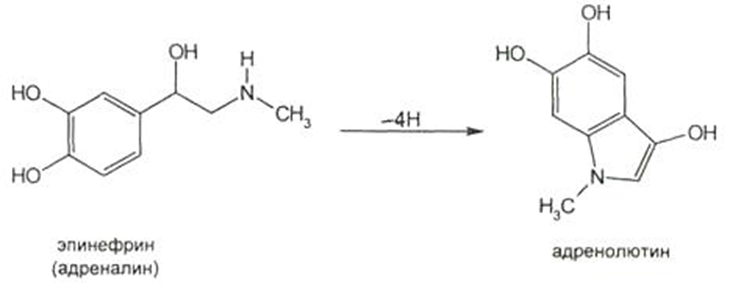 OH
H
N
HO
CH3
HO
эпинефрин
(адреналин)
–4H
OH
HO
OH
N
H3C
адренолютин